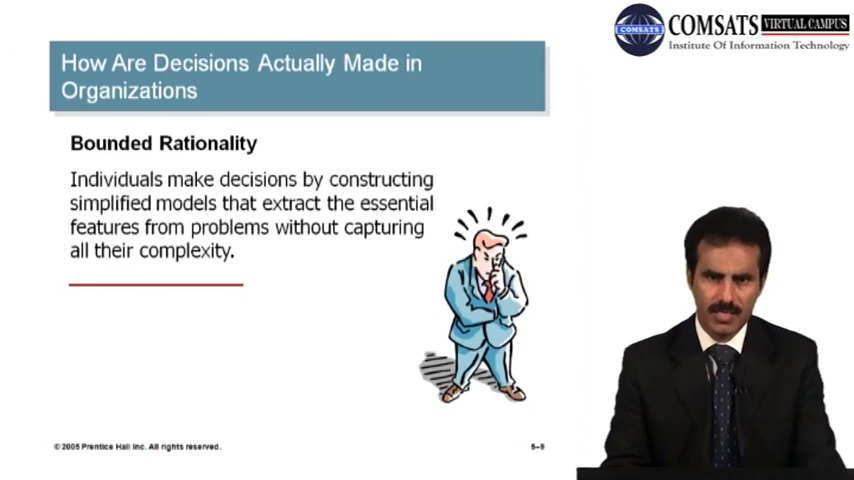 COMSATS VIRTUAL CAMPUS
COMSATS
Institute Of Information Technology
How Are Decisions Actually Made in
Organizations
Bounded Rationality
Individuals make decisions by constructing
simplified models that extract the essential
features from problems without capturing
all their complexity.
© 2005 Prentice Hall Inc. All rights reserved.
5–9